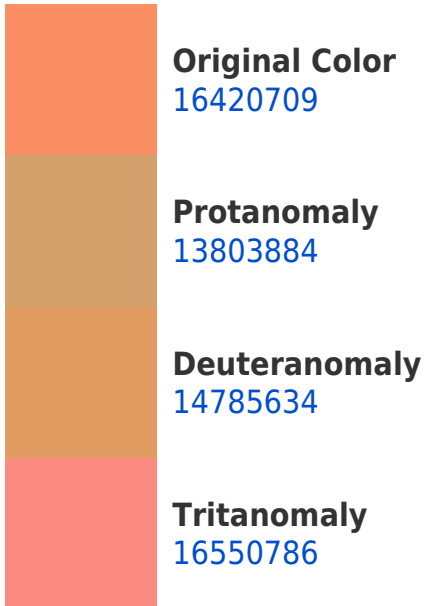 Original Color
16420709
Protanomaly
13803884
Deuteranomaly
14785634
Tritanomaly
16550786